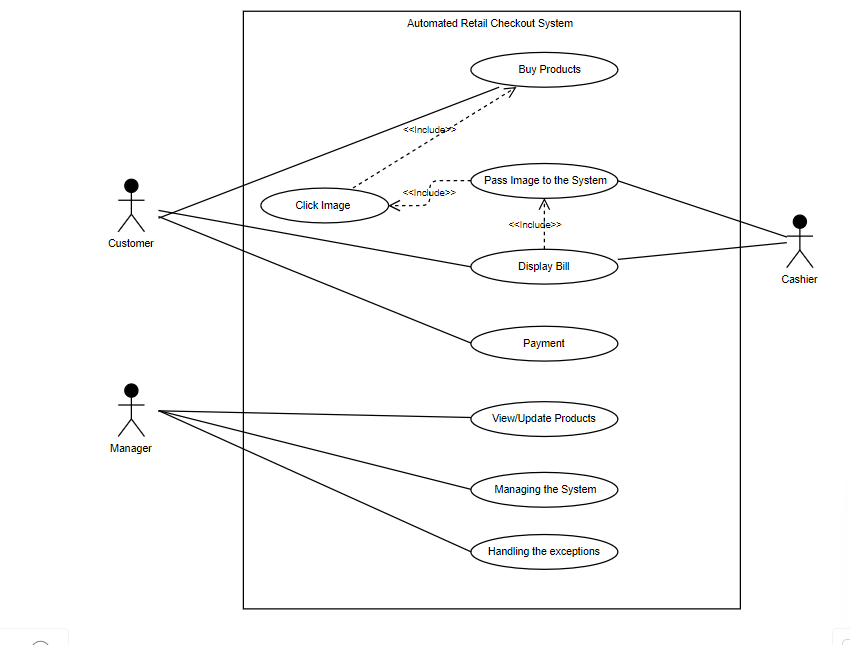 Automated Retail Checkout System
Buy Products
<<Include>>
Pass Image to the System
<<Include>>
Click Image
<<Include>>
Customer
Display Bill
Cashier
Payment
View/Update Products
Manager
Managing the System
Handling the exceptions